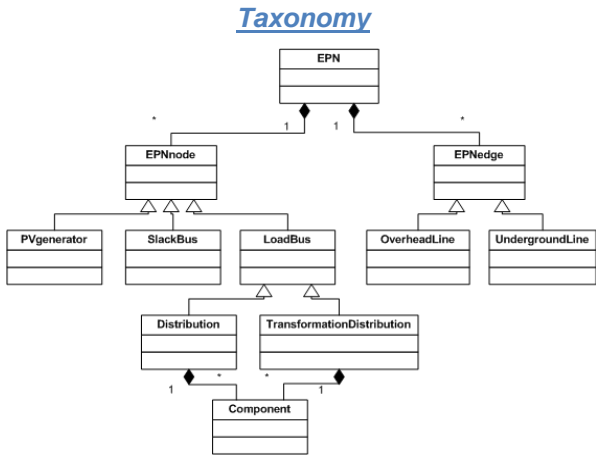 Taxonomy
EPN
* 1 1 *
EPNnode EPNedge
PVgenerator SlackBus LoadBus OverheadLine UndergroundLine
Distribution TransformationDistribution
1 * * 1
Component